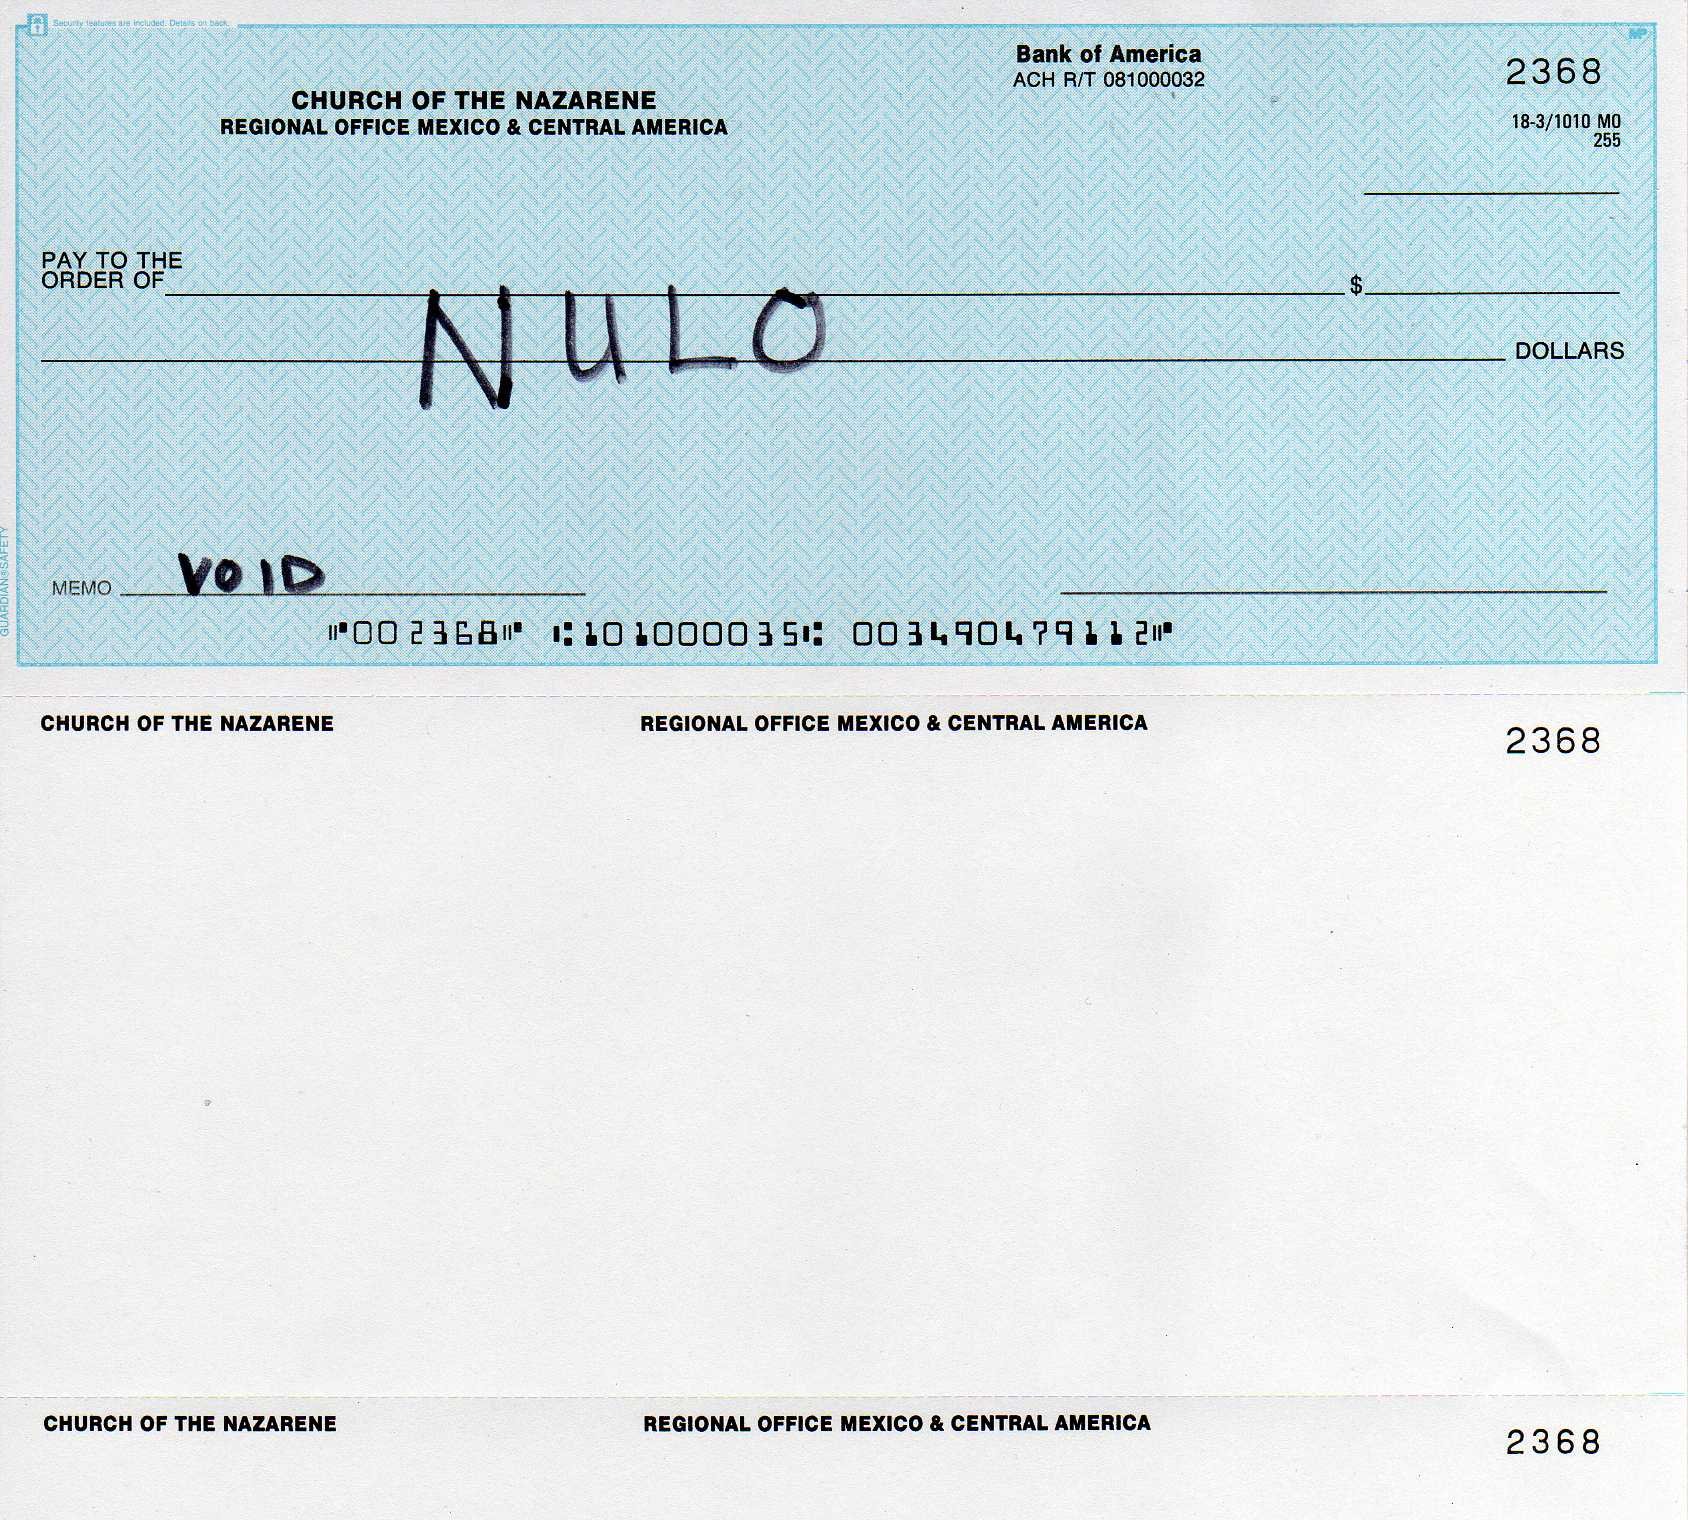 Security features are included. Details on back.
MP
Bank of America
ACH R/T 081000032
2368
CHURCH OF THE NAZARENE
REGIONAL OFFICE MEXICO & CENTRAL AMERICA
18-3/1010 MO
255
PAY TO THE
ORDER OF
$
NULO
DOLLARS
GUARDIAN®SAFETY
MEMO VOID
⑈002368⑈ ⑆101000035⑆ 003490479112⑈
CHURCH OF THE NAZARENE REGIONAL OFFICE MEXICO & CENTRAL AMERICA
2368
CHURCH OF THE NAZARENE REGIONAL OFFICE MEXICO & CENTRAL AMERICA
2368